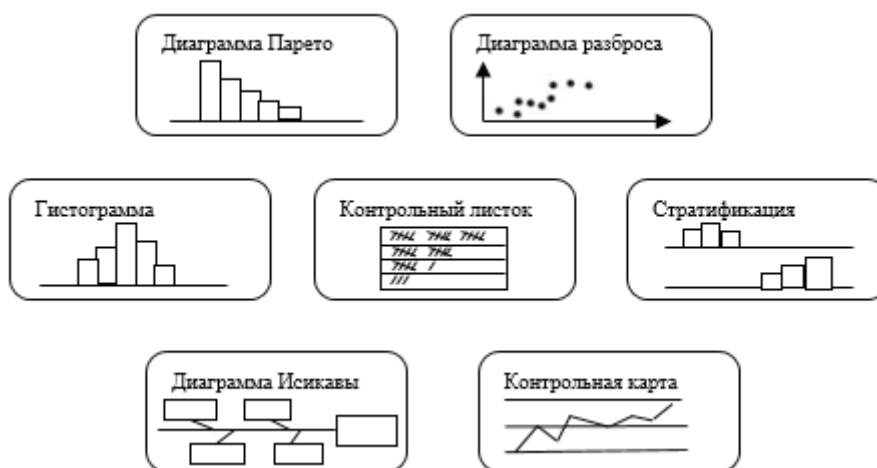 Диаграмма Парето
Диаграмма разброса
Гистограмма
Контрольный листок
Стратификация
Диаграмма Исикавы
Контрольная карта